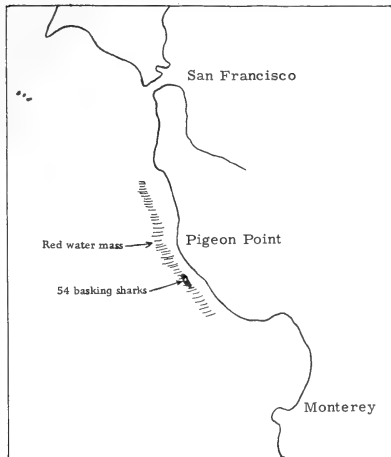 San Francisco
Pigeon Point
Red water mass
54 basking sharks
Monterey